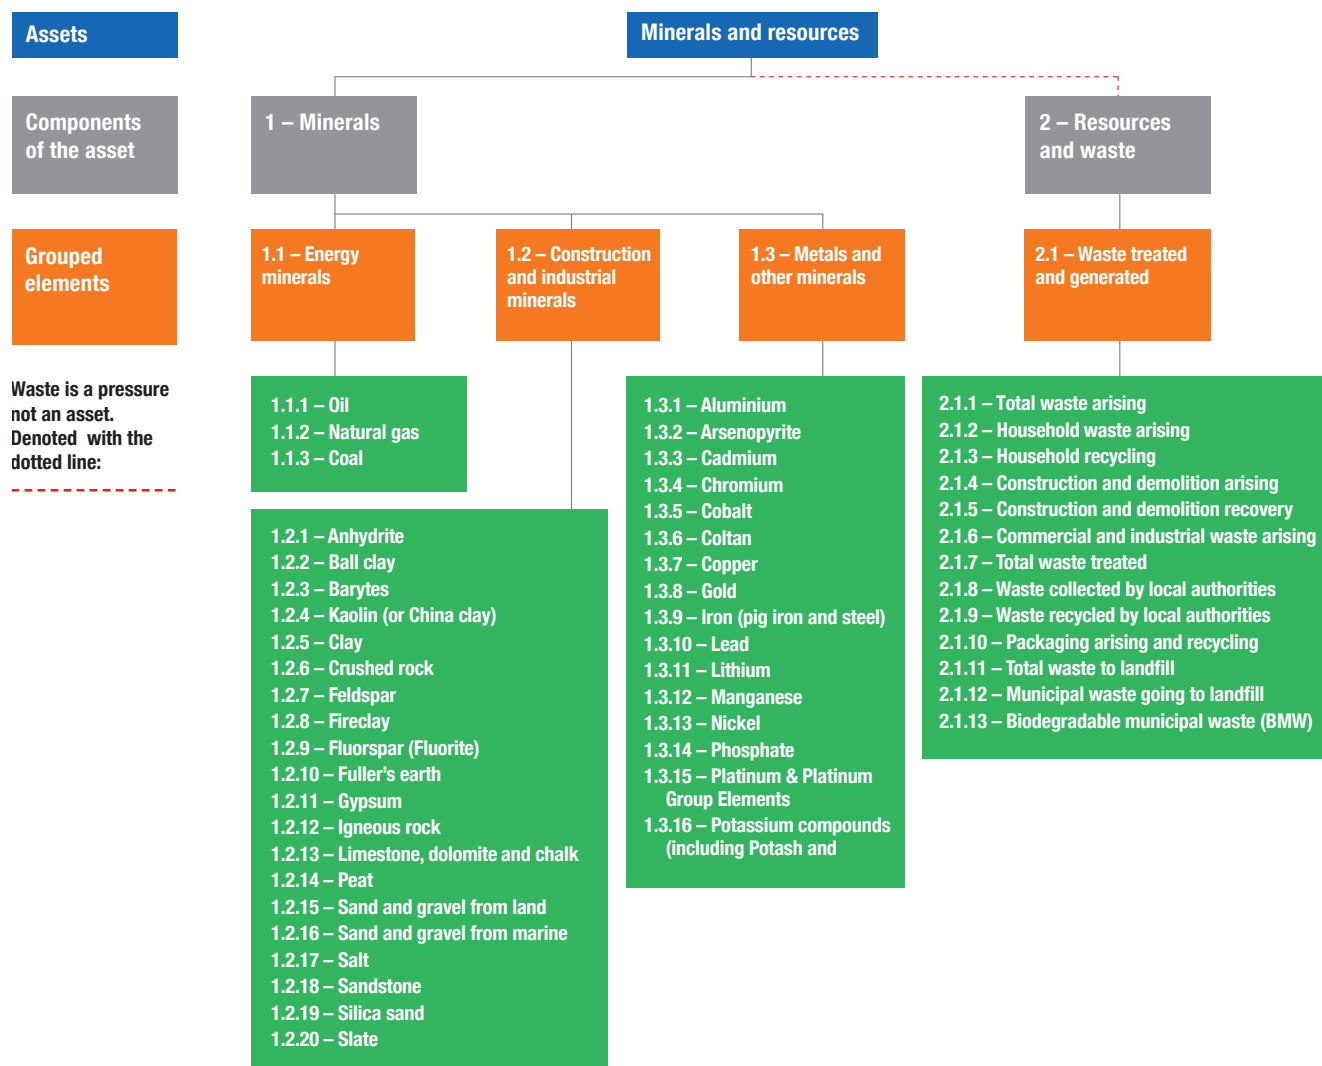 Assets
Minerals and resources
Components
of the asset
1 – Minerals
2 – Resources
and waste
Grouped
elements
1.1 – Energy
minerals
1.2 – Construction
and industrial
minerals
1.3 – Metals and
other minerals
2.1 – Waste treated
and generated
Waste is a pressure
not an asset.
Denoted with the
dotted line:
1.1.1 – Oil
1.1.2 – Natural gas
1.1.3 – Coal
1.2.1 – Anhydrite
1.2.2 – Ball clay
1.2.3 – Barytes
1.2.4 – Kaolin (or China clay)
1.2.5 – Clay
1.2.6 – Crushed rock
1.2.7 – Feldspar
1.2.8 – Fireclay
1.2.9 – Fluorspar (Fluorite)
1.2.10 – Fuller’s earth
1.2.11 – Gypsum
1.2.12 – Igneous rock
1.2.13 – Limestone, dolomite and chalk
1.2.14 – Peat
1.2.15 – Sand and gravel from land
1.2.16 – Sand and gravel from marine
1.2.17 – Salt
1.2.18 – Sandstone
1.2.19 – Silica sand
1.2.20 – Slate
1.3.1 – Aluminium
1.3.2 – Arsenopyrite
1.3.3 – Cadmium
1.3.4 – Chromium
1.3.5 – Cobalt
1.3.6 – Coltan
1.3.7 – Copper
1.3.8 – Gold
1.3.9 – Iron (pig iron and steel)
1.3.10 – Lead
1.3.11 – Lithium
1.3.12 – Manganese
1.3.13 – Nickel
1.3.14 – Phosphate
1.3.15 – Platinum & Platinum
Group Elements
1.3.16 – Potassium compounds
(including Potash and
2.1.1 – Total waste arising
2.1.2 – Household waste arising
2.1.3 – Household recycling
2.1.4 – Construction and demolition arising
2.1.5 – Construction and demolition recovery
2.1.6 – Commercial and industrial waste arising
2.1.7 – Total waste treated
2.1.8 – Waste collected by local authorities
2.1.9 – Waste recycled by local authorities
2.1.10 – Packaging arising and recycling
2.1.11 – Total waste to landfill
2.1.12 – Municipal waste going to landfill
2.1.13 – Biodegradable municipal waste (BMW)